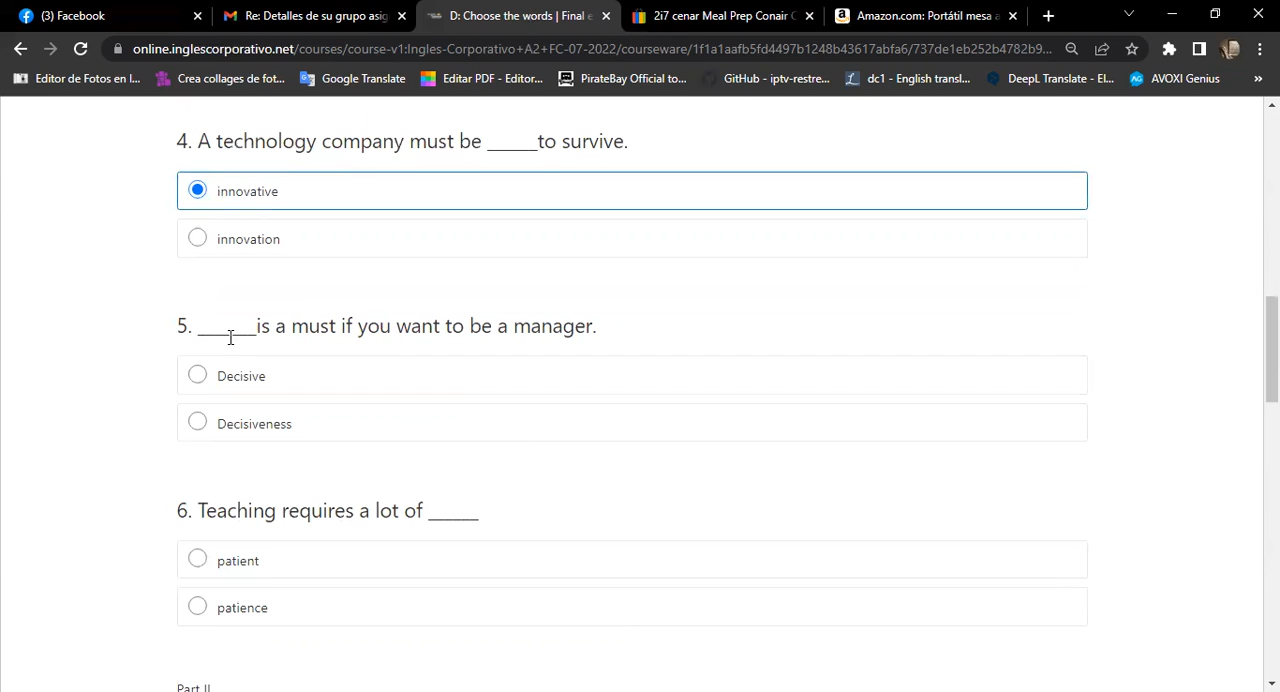 (3) Facebook
Re: Detalles de su grupo asig
D: Choose the words | Final e
2i7 cenar Meal Prep Conair C
Amazon.com: Portátil mesa a
online.inglescorporativo.net/courses/course-v1:Ingles-Corporativo+A2+FC-07-2022/courseware/1f1a1aafb5fd4497b1248b43617abfa6/737de1eb252b4782b9...
Editor de Fotos en l...
Crea collages de fot...
Google Translate
Editar PDF - Editor...
PirateBay Official to...
GitHub - iptv-restre...
dc1 - English transl...
DeepL Translate - El...
AVOXI Genius
4. A technology company must be ______to survive.
innovative
innovation
5. ______is a must if you want to be a manager.
Decisive
Decisiveness
6. Teaching requires a lot of ______
patient
patience
Part II